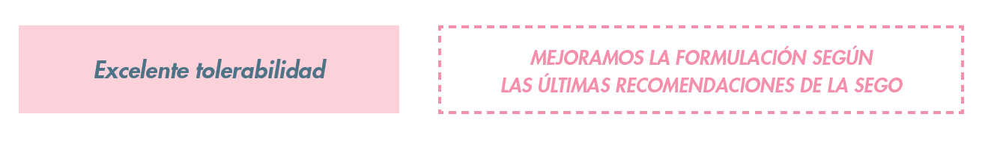 Excelente tolerabilidad
MEJORAMOS LA FORMULACIÓN SEGÚN
LAS ÚLTIMAS RECOMENDACIONES DE LA SEGO